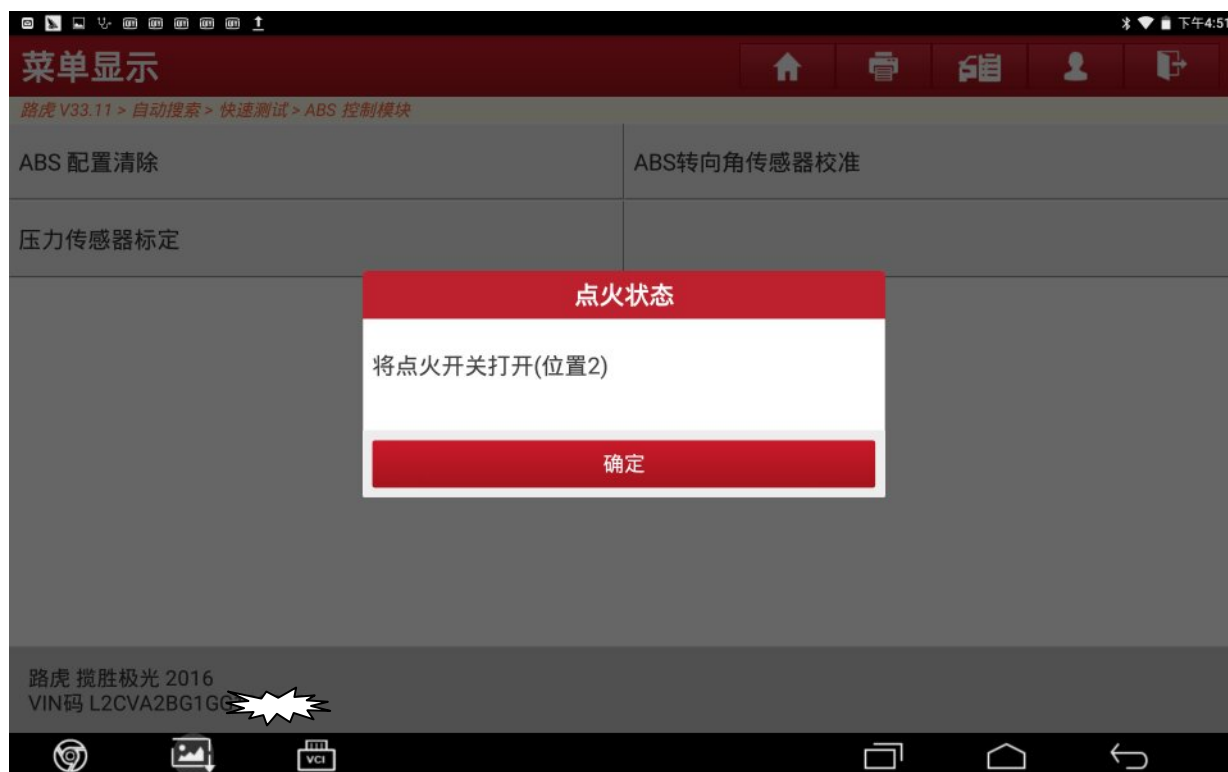 下午4:51
菜单显示
路虎 V33.11 > 自动搜索 > 快速测试 > ABS 控制模块
ABS 配置清除
ABS转向角传感器校准
压力传感器标定
点火状态
将点火开关打开(位置2)
确定
路虎 揽胜极光 2016
VIN码 L2CVA2BG1GG
VCI